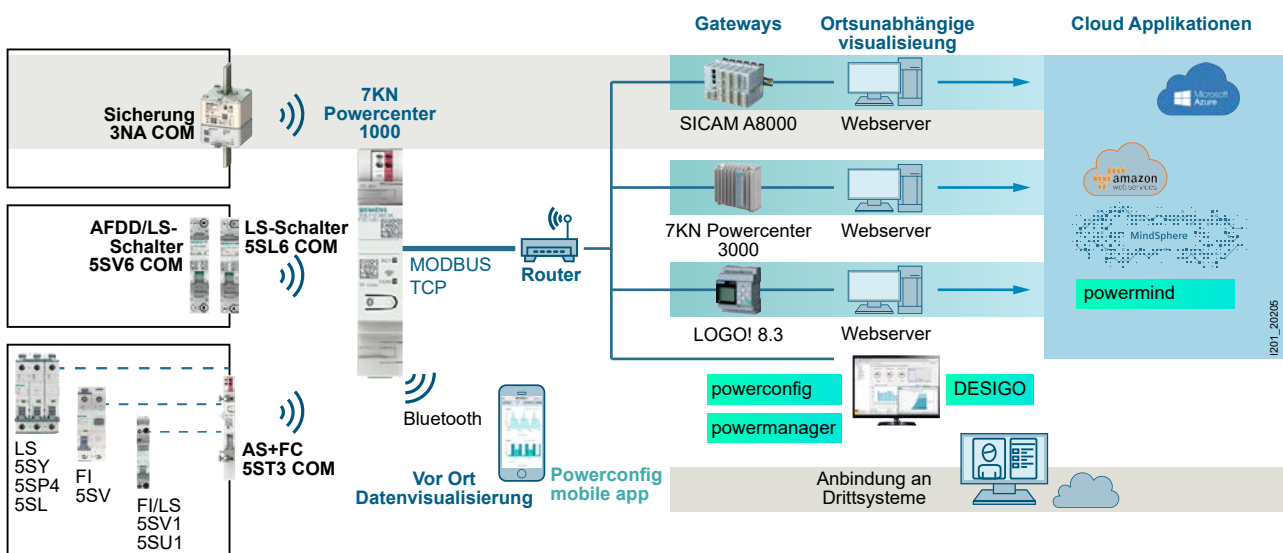 Gateways
Ortsunabhängige
visualisieung
Cloud Applikationen
Sicherung
3NA COM
7KN
Powercenter
1000
SICAM A8000
Webserver
Microsoft
Azure
AFDD/LS-
Schalter
5SV6 COM
LS-Schalter
5SL6 COM
SIEMENS
MODBUS
TCP
Router
7KN Powercenter
3000
Webserver
amazon
web services
MindSphere
powermind
LOGO! 8.3
Webserver
I201_20205
LS
5SY
5SP4
5SL
FI
5SV
FI/LS
5SV1
5SU1
AS+FC
5ST3 COM
Bluetooth
Vor Ort
Datenvisualisierung
Powerconfig
mobile app
powerconfig
powermanager
DESIGO
Anbindung an
Drittsysteme